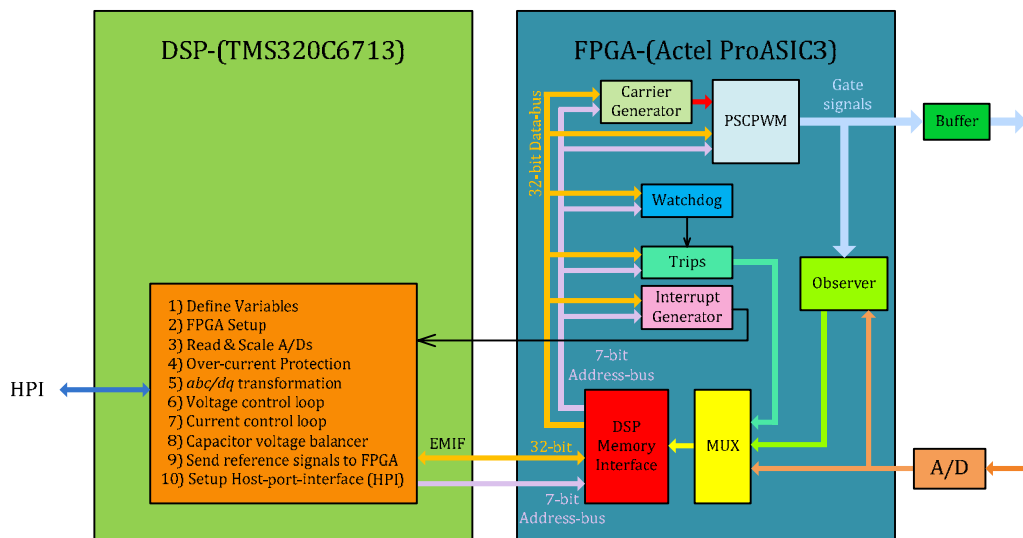 DSP-(TMS320C6713)
FPGA-(Actel ProASIC3)
Carrier
Generator
PSCPWM
Gate
signals
Buffer
32-bit Data-bus
Watchdog
Trips
Observer
Interrupt
Generator
1) Define Variables
2) FPGA Setup
3) Read & Scale A/Ds
4) Over-current Protection
5) abc/dq transformation
6) Voltage control loop
7) Current control loop
8) Capacitor voltage balancer
9) Send reference signals to FPGA
10) Setup Host-port-interface (HPI)
HPI
7-bit
Address-bus
DSP
Memory
Interface
MUX
A/D
EMIF
32-bit
7-bit
Address-bus